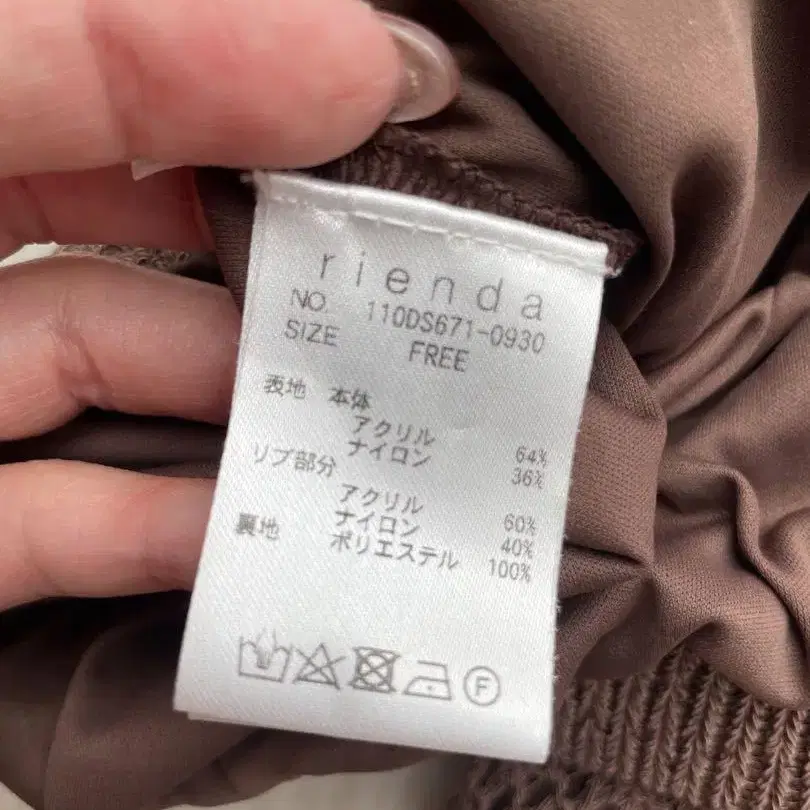 rienda
NO. 110DS671-0930
SIZE FREE
表地 本体
アクリル 64%
ナイロン 36%
リブ部分
アクリル 60%
ナイロン 40%
裏地 ポリエステル 100%
F